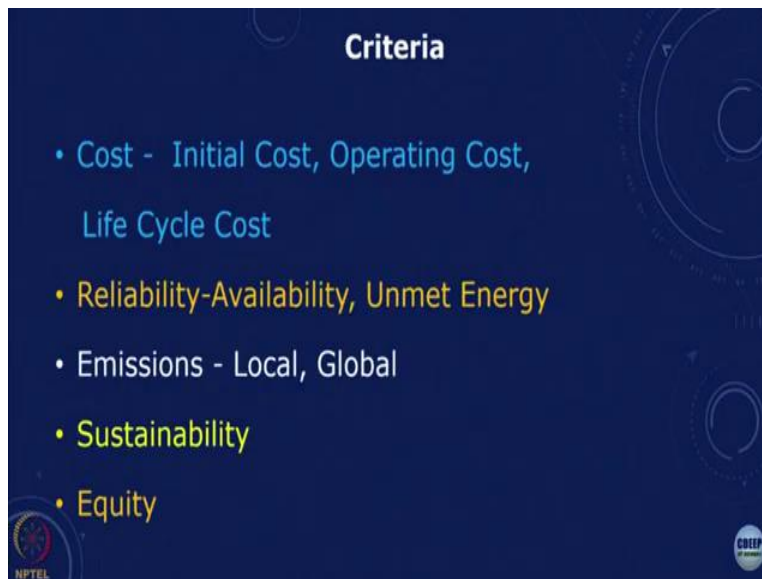 Criteria
• Cost - Initial Cost, Operating Cost,
Life Cycle Cost
• Reliability-Availability, Unmet Energy
• Emissions - Local, Global
• Sustainability
• Equity
NPTEL
CDEEP